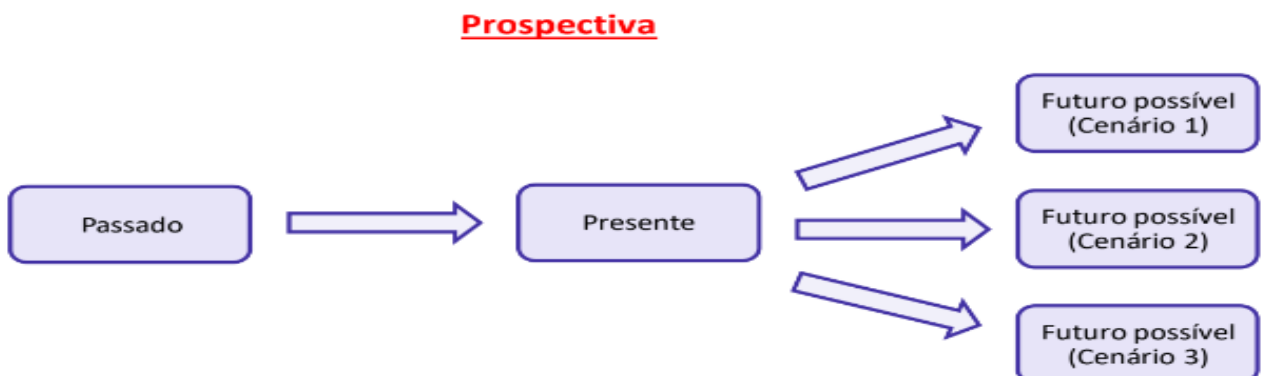 Prospectiva
Futuro possível
(Cenário 1)
Passado
Presente
Futuro possível
(Cenário 2)
Futuro possível
(Cenário 3)